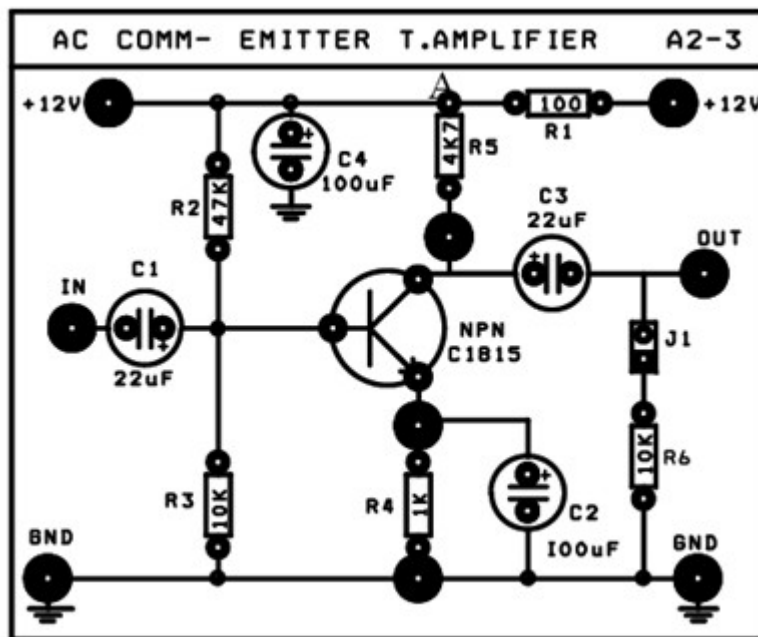 AC COMM- EMITTER T.AMPLIFIER A2-3
A
+12V
100
+12V
R1
4K7
R5
C4
100uF
+
R2
47K
C3
22uF
+
OUT
C1
IN
+
22uF
NPN
C1815
J1
R3
10K
R4
1K
+
C2
100uF
10K
R6
GND
GND